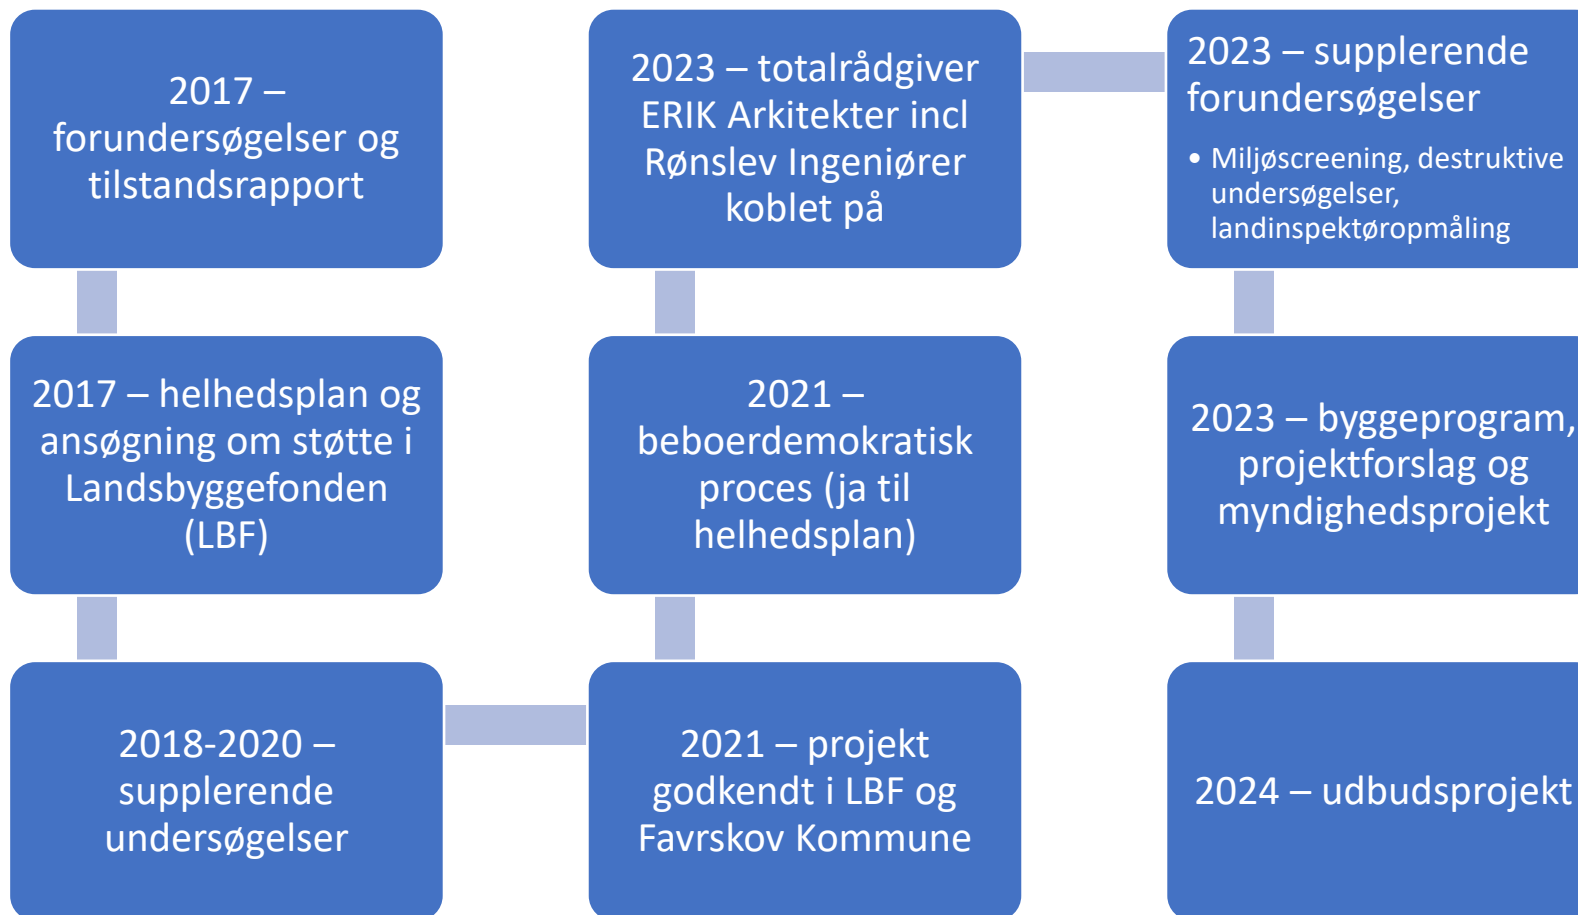 2017 –
forundersøgelser og
tilstandsrapport
2017 – helhedsplan og
ansøgning om støtte i
Landsbyggefonden
(LBF)
2018-2020 –
supplerende
undersøgelser
2021 – projekt
godkendt i LBF og
Favrskov Kommune
2021 –
beboerdemokratisk
proces (ja til
helhedsplan)
2023 – totalrådgiver
ERIK Arkitekter incl
Rønslev Ingeniører
koblet på
2023 – supplerende
forundersøgelser
• Miljøscreening, destruktive
undersøgelser,
landinspektøropmåling
2023 – byggeprogram,
projektforslag og
myndighedsprojekt
2024 – udbudsprojekt